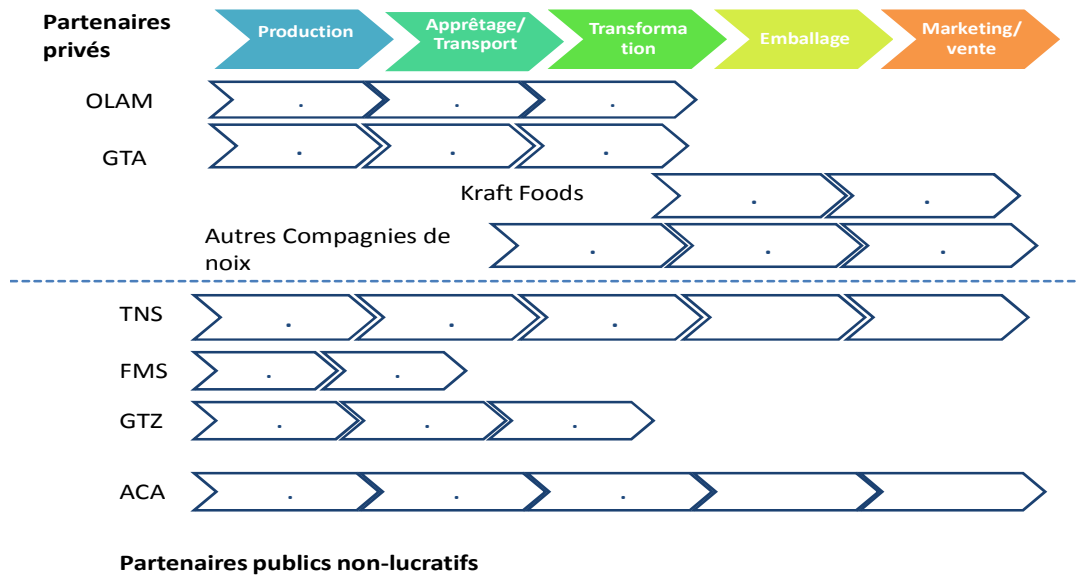 Partenaires
privés
Production
Apprêtage/
Transport
Transforma
tion
Emballage
Marketing/
vente
OLAM
. . .
GTA
. . .
Kraft Foods
. .
Autres Compagnies de
noix
. . .
TNS
. . .
FMS
. .
GTZ
. . .
ACA
. . .
Partenaires publics non-lucratifs